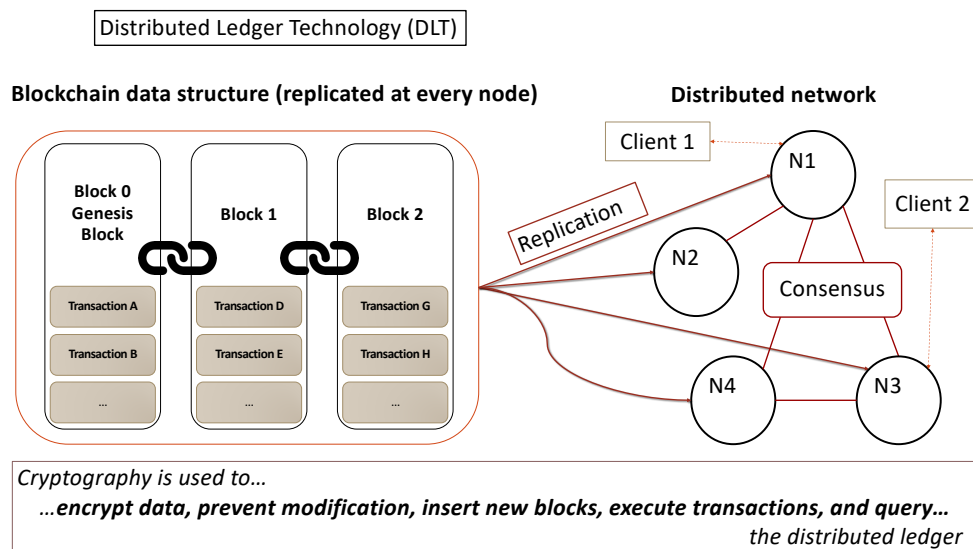 Distributed Ledger Technology (DLT)
Blockchain data structure (replicated at every node)
Distributed network
Block 0
Genesis
Block
Transaction A
Transaction B
...
Block 1
Transaction D
Transaction E
...
Block 2
Transaction G
Transaction H
...
Replication
Client 1
N1
Client 2
N2
Consensus
N4
N3
Cryptography is used to…
…encrypt data, prevent modification, insert new blocks, execute transactions, and query…
the distributed ledger